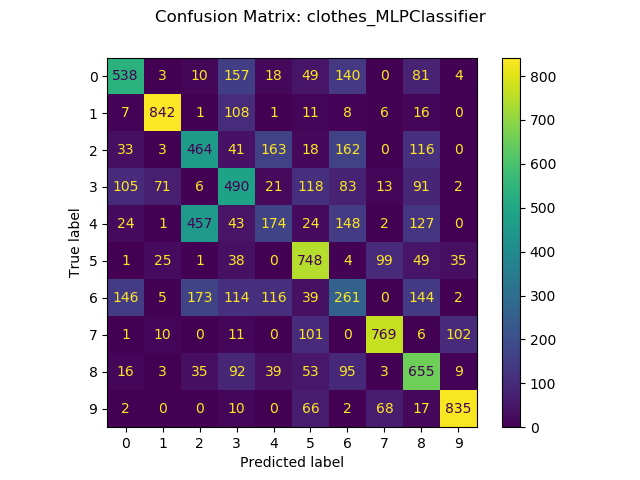 Confusion Matrix: clothes_MLPClassifier
0 538 3 10 157 18 49 140 0 81 4
1 7 842 1 108 1 11 8 6 16 0
2 33 3 464 41 163 18 162 0 116 0
3 105 71 6 490 21 118 83 13 91 2
4 24 1 457 43 174 24 148 2 127 0
5 1 25 1 38 0 748 4 99 49 35
6 146 5 173 114 116 39 261 0 144 2
7 1 10 0 11 0 101 0 769 6 102
8 16 3 35 92 39 53 95 3 655 9
9 2 0 0 10 0 66 2 68 17 835
0 1 2 3 4 5 6 7 8 9
Predicted label
True label
800
700
600
500
400
300
200
100
0